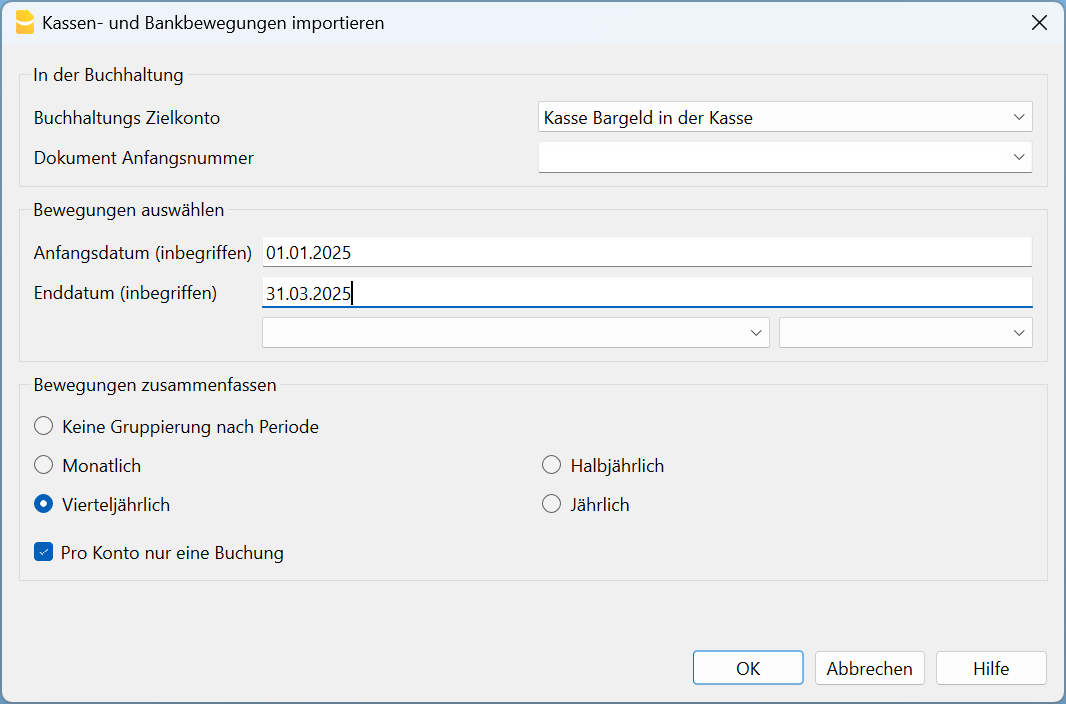 Kassen- und Bankbewegungen importieren
In der Buchhaltung
Buchhaltungs Zielkonto
Kasse Bargeld in der Kasse
Dokument Anfangsnummer
Bewegungen auswählen
Anfangsdatum (inbegriffen)
01.01.2025
Enddatum (inbegriffen)
31.03.2025
Bewegungen zusammenfassen
Keine Gruppierung nach Periode
Monatlich
Halbjährlich
Vierteljährlich
Jährlich
Pro Konto nur eine Buchung
OK
Abbrechen
Hilfe